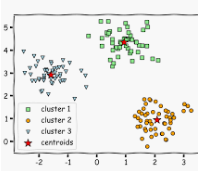 5
4
3
2
1
0
cluster 1
cluster 2
cluster 3
centroids
-2 -1 0 1 2 3